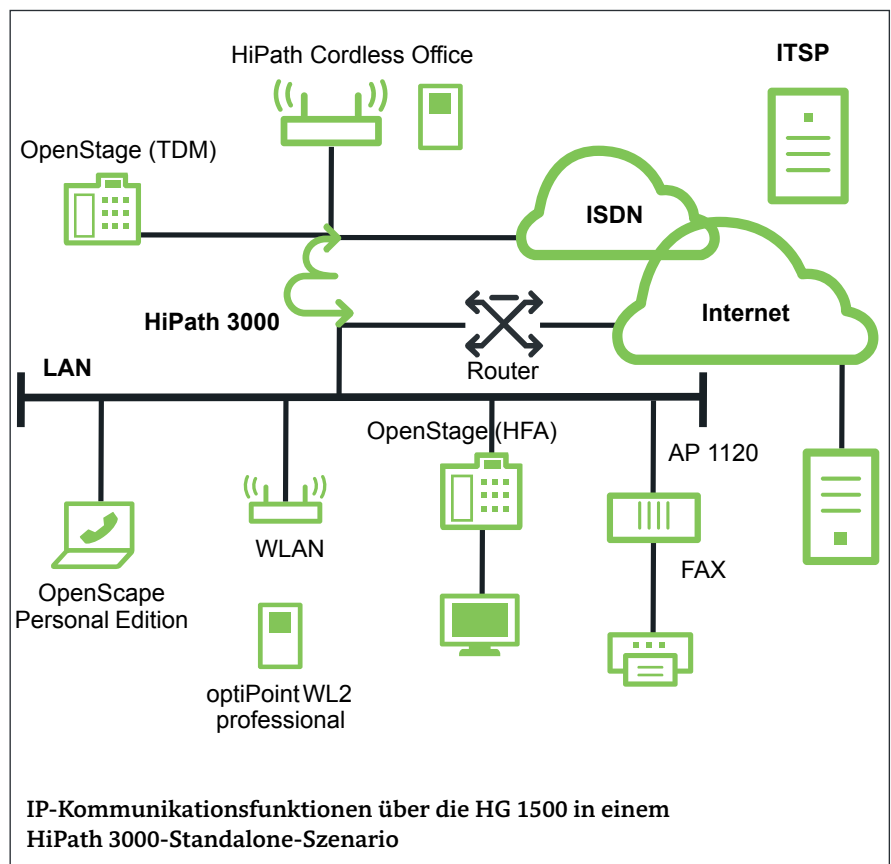 HiPath Cordless Office
ITSP
OpenStage (TDM)
ISDN
HiPath 3000
Internet
Router
LAN
OpenStage (HFA)
AP 1120
WLAN
FAX
OpenScape
Personal Edition
optiPoint WL2
professional
IP-Kommunikationsfunktionen über die HG 1500 in einem
HiPath 3000-Standalone-Szenario